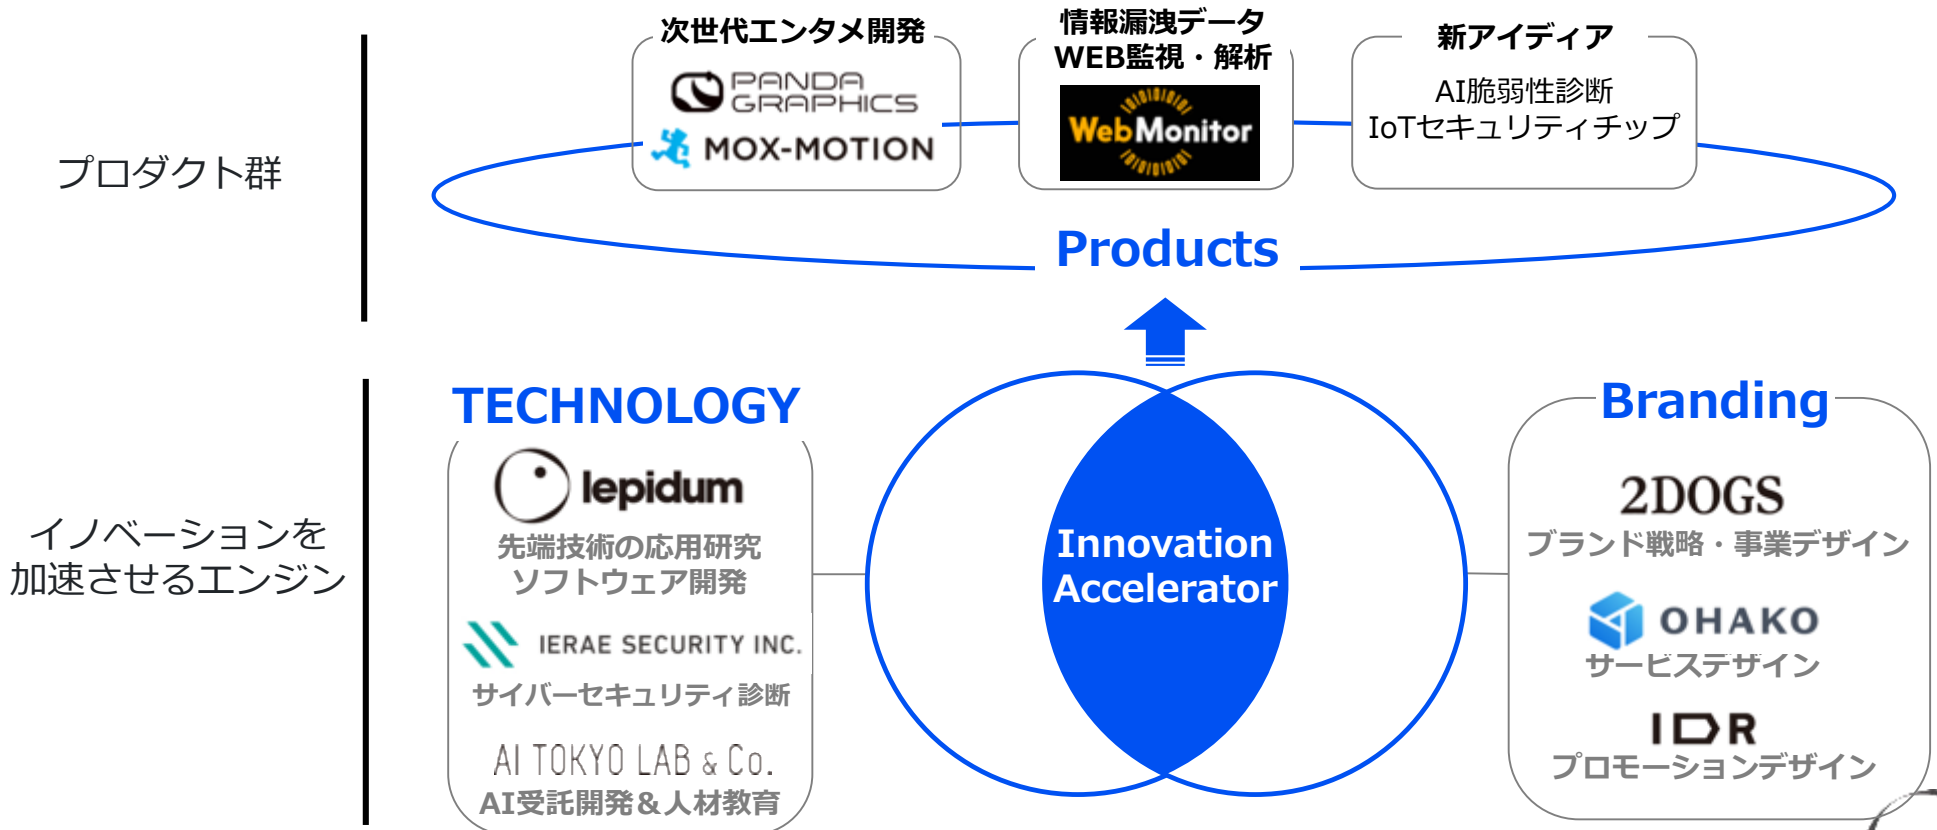 次世代エンタメ開発
PANDA
GRAPHICS
MOX-MOTION
情報漏洩データ
WEB監視・解析
WebMonitor
新アイディア
AI脆弱性診断
IoTセキュリティチップ
プロダクト群
Products
TECHNOLOGY
lepidum
先端技術の応用研究
ソフトウェア開発
IERAE SECURITY INC.
サイバーセキュリティ診断
AI TOKYO LAB & Co.
AI受託開発&人材教育
イノベーションを
加速させるエンジン
Innovation
Accelerator
Branding
2DOGS
ブランド戦略・事業デザイン
OHAKO
サービスデザイン
IDR
プロモーションデザイン